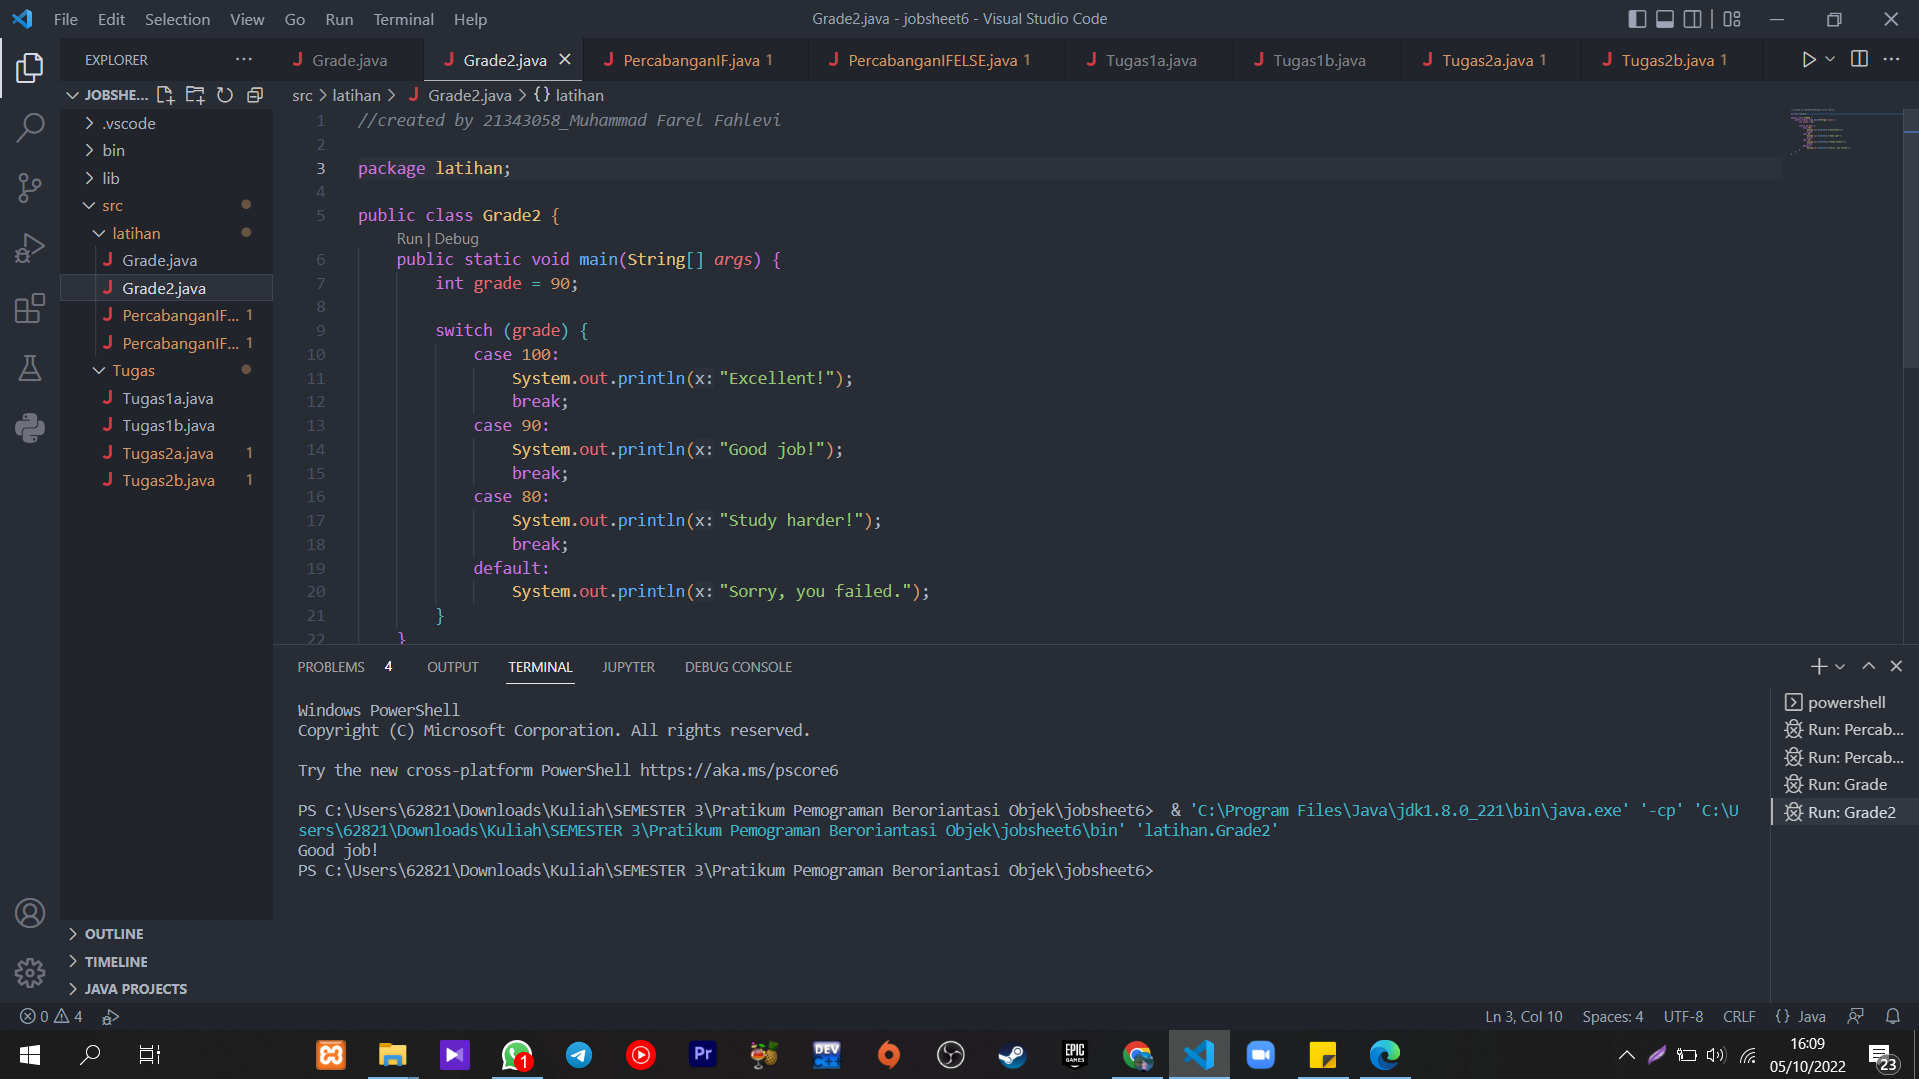 File Edit Selection View Go Run Terminal Help
Grade2.java - jobsheet6 - Visual Studio Code
EXPLORER
Grade.java
Grade2.java
PercabanganIF.java 1
PercabanganIFELSE.java 1
Tugas1a.java
Tugas1b.java
Tugas2a.java 1
Tugas2b.java 1
JOBSHE...
.vscode
bin
lib
src
latihan
Grade.java
Grade2.java
PercabanganIF... 1
PercabanganIF... 1
Tugas
Tugas1a.java
Tugas1b.java
Tugas2a.java 1
Tugas2b.java 1
OUTLINE
TIMELINE
JAVA PROJECTS
src > latihan > Grade2.java > {} latihan
1 //created by 21343058_Muhammad Farel Fahlevi
2
3 package latihan;
4
5 public class Grade2 {
Run | Debug
6 public static void main(String[] args) {
7 int grade = 90;
8
9 switch (grade) {
10 case 100:
11 System.out.println(x: "Excellent!");
12 break;
13 case 90:
14 System.out.println(x: "Good job!");
15 break;
16 case 80:
17 System.out.println(x: "Study harder!");
18 break;
19 default:
20 System.out.println(x: "Sorry, you failed.");
21 }
22 }
PROBLEMS 4 OUTPUT TERMINAL JUPYTER DEBUG CONSOLE
Windows PowerShell
Copyright (C) Microsoft Corporation. All rights reserved.
Try the new cross-platform PowerShell https://aka.ms/pscore6
PS C:\Users\62821\Downloads\Kuliah\SEMESTER 3\Pratikum Pemograman Beroriantasi Objek\jobsheet6> & 'C:\Program Files\Java\jdk1.8.0_221\bin\java.exe' '-cp' 'C:\U
sers\62821\Downloads\Kuliah\SEMESTER 3\Pratikum Pemograman Beroriantasi Objek\jobsheet6\bin' 'latihan.Grade2'
Good job!
PS C:\Users\62821\Downloads\Kuliah\SEMESTER 3\Pratikum Pemograman Beroriantasi Objek\jobsheet6>
powershell
Run: Percab...
Run: Percab...
Run: Grade
Run: Grade2
0 4
Ln 3, Col 10 Spaces: 4 UTF-8 CRLF {} Java
1
Pr
DEV C++
EPIC GAMES
16:09
05/10/2022
23